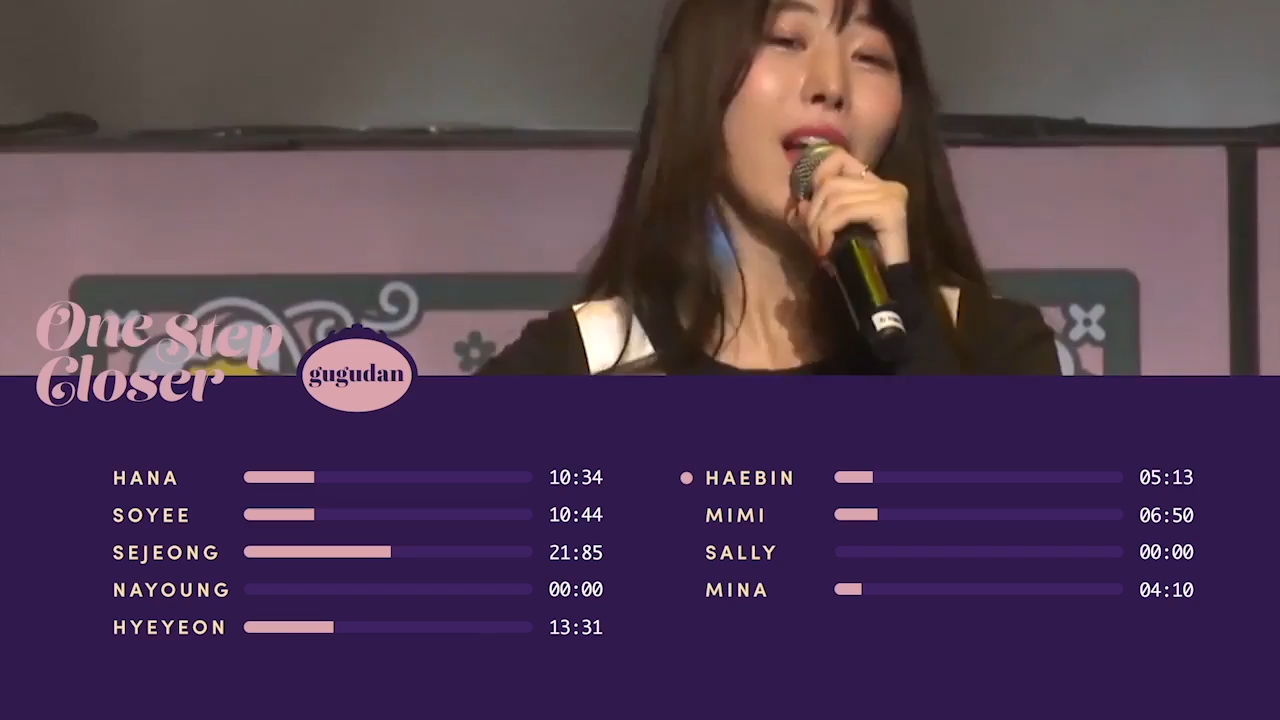 One Step
Closer
gugudan
HANA 10:34
SOYEE 10:44
SEJEONG 21:85
NAYOUNG 00:00
HYEYEON 13:31
HAEBIN 05:13
MIMI 06:50
SALLY 00:00
MINA 04:10